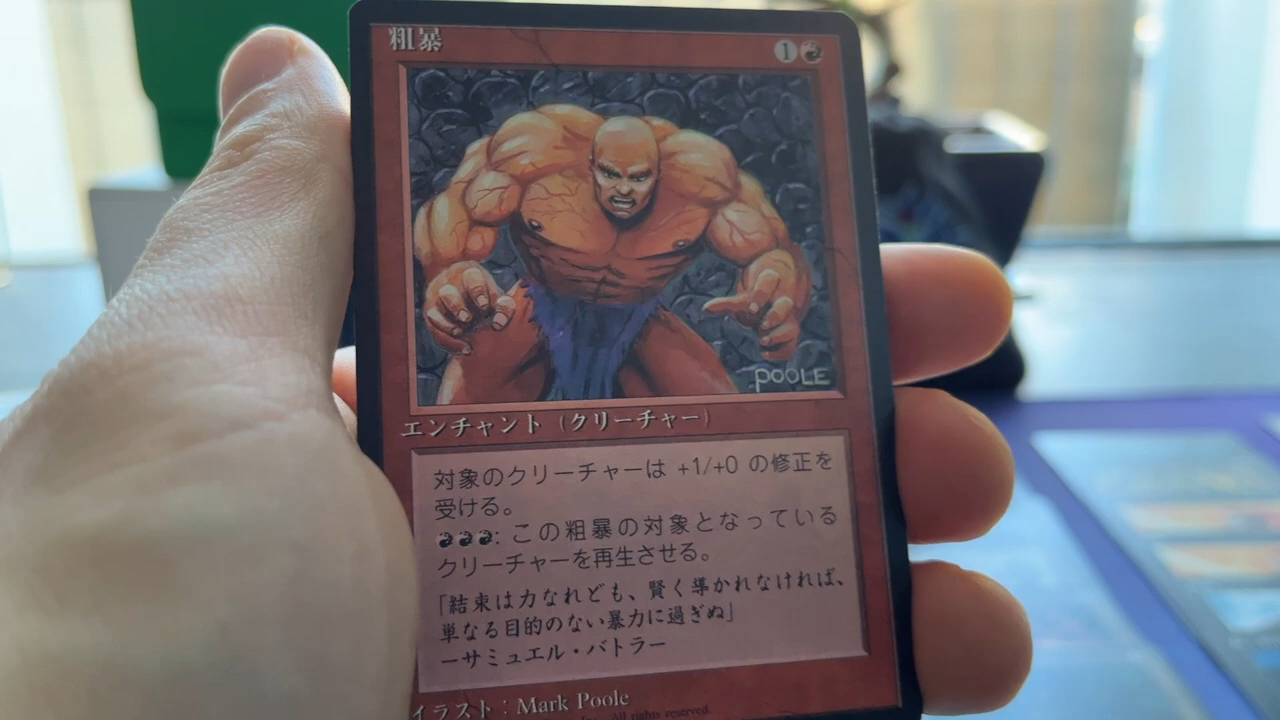 粗暴
1
POOLE
エンチャント (クリーチャー)
対象のクリーチャーは +1/+0 の修正を
受ける。
: この粗暴の対象となっている
クリーチャーを再生させる。
「結束は力なれども、賢く導かれなければ、
単なる目的のない暴力に過ぎぬ」
ーサミュエル・バトラー
イラスト : Mark Poole
All rights reserved.